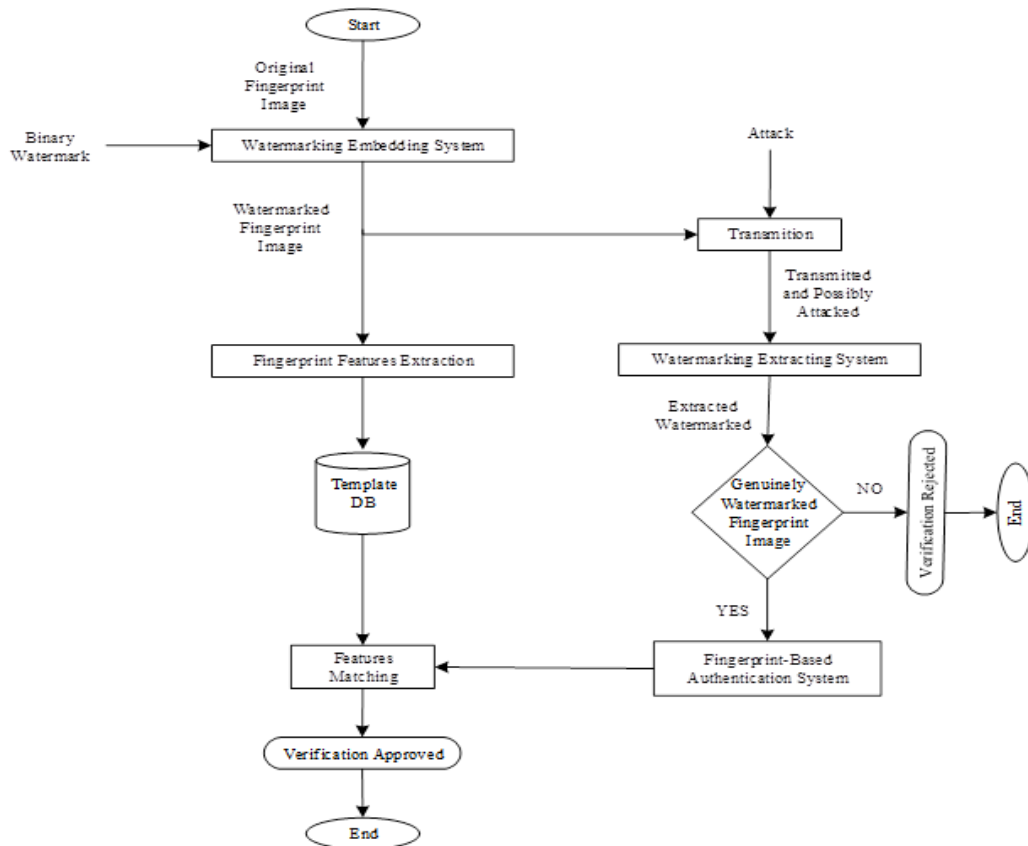 Start
Original
Fingerprint
Image
Binary
Watermark
Watermarking Embedding System
Attack
Watermarked
Fingerprint
Image
Transmition
Transmitted
and Possibly
Attacked
Fingerprint Features Extraction
Watermarking Extracting System
Extracted
Watermarked
Template
DB
Genuinely
Watermarked
Fingerprint
Image
NO
Verification Rejected
End
YES
Features
Matching
Fingerprint-Based
Authentication System
Verification Approved
End